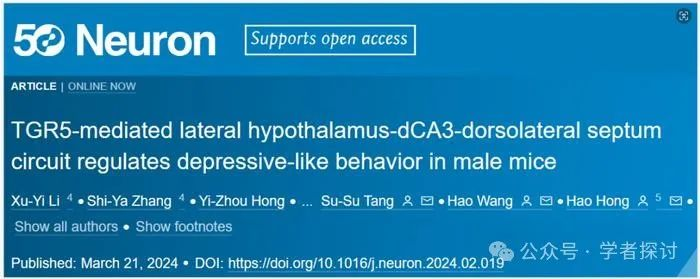 50 Neuron
Supports open access
ARTICLE | ONLINE NOW
TGR5-mediated lateral hypothalamus-dCA3-dorsolateral septum
circuit regulates depressive-like behavior in male mice
Xu-Yi Li 4 • Shi-Ya Zhang 4 • Yi-Zhou Hong • ... Su-Su Tang • Hao Wang • Hao Hong 5 •
Show all authors • Show footnotes
Published: March 21, 2024 • DOI: https://doi.org/10.1016/j.neuron.2024.02.019
公众号 · 学者探讨